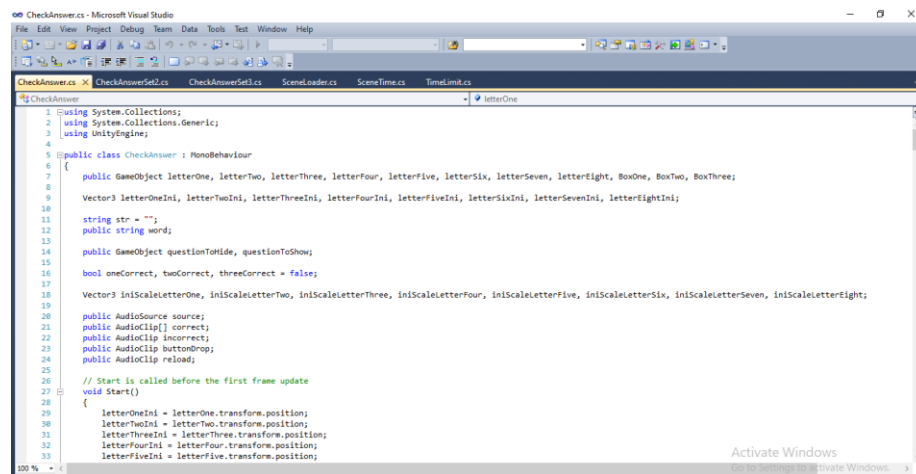 CheckAnswer.cs - Microsoft Visual Studio
File Edit View Project Debug Team Data Tools Test Window Help
CheckAnswer.cs X CheckAnswerSet2.cs CheckAnswerSet3.cs SceneLoader.cs SceneTime.cs TimeLimit.cs
CheckAnswer letterOne
1 using System.Collections;
2 using System.Collections.Generic;
3 using UnityEngine;
4
5 public class CheckAnswer : MonoBehaviour
6 {
7 public GameObject letterOne, letterTwo, letterThree, letterFour, letterFive, letterSix, letterSeven, letterEight, BoxOne, BoxTwo, BoxThree;
8
9 Vector3 letterOneIni, letterTwoIni, letterThreeIni, letterFourIni, letterFiveIni, letterSixIni, letterSevenIni, letterEightIni;
10
11 string str = "";
12 public string word;
13
14 public GameObject questionToHide, questionToShow;
15
16 bool oneCorrect, twoCorrect, threeCorrect = false;
17
18 Vector3 iniScaleLetterOne, iniScaleLetterTwo, iniScaleLetterThree, iniScaleLetterFour, iniScaleLetterFive, iniScaleLetterSix, iniScaleLetterSeven, iniScaleLetterEight;
19
20 public AudioSource source;
21 public AudioClip[] correct;
22 public AudioClip incorrect;
23 public AudioClip buttonDrop;
24 public AudioClip reload;
25
26 // Start is called before the first frame update
27 void Start()
28 {
29 letterOneIni = letterOne.transform.position;
30 letterTwoIni = letterTwo.transform.position;
31 letterThreeIni = letterThree.transform.position;
32 letterFourIni = letterFour.transform.position;
33 letterFiveIni = letterFive.transform.position;
Activate Windows
Go to Settings to activate Windows.
100 %